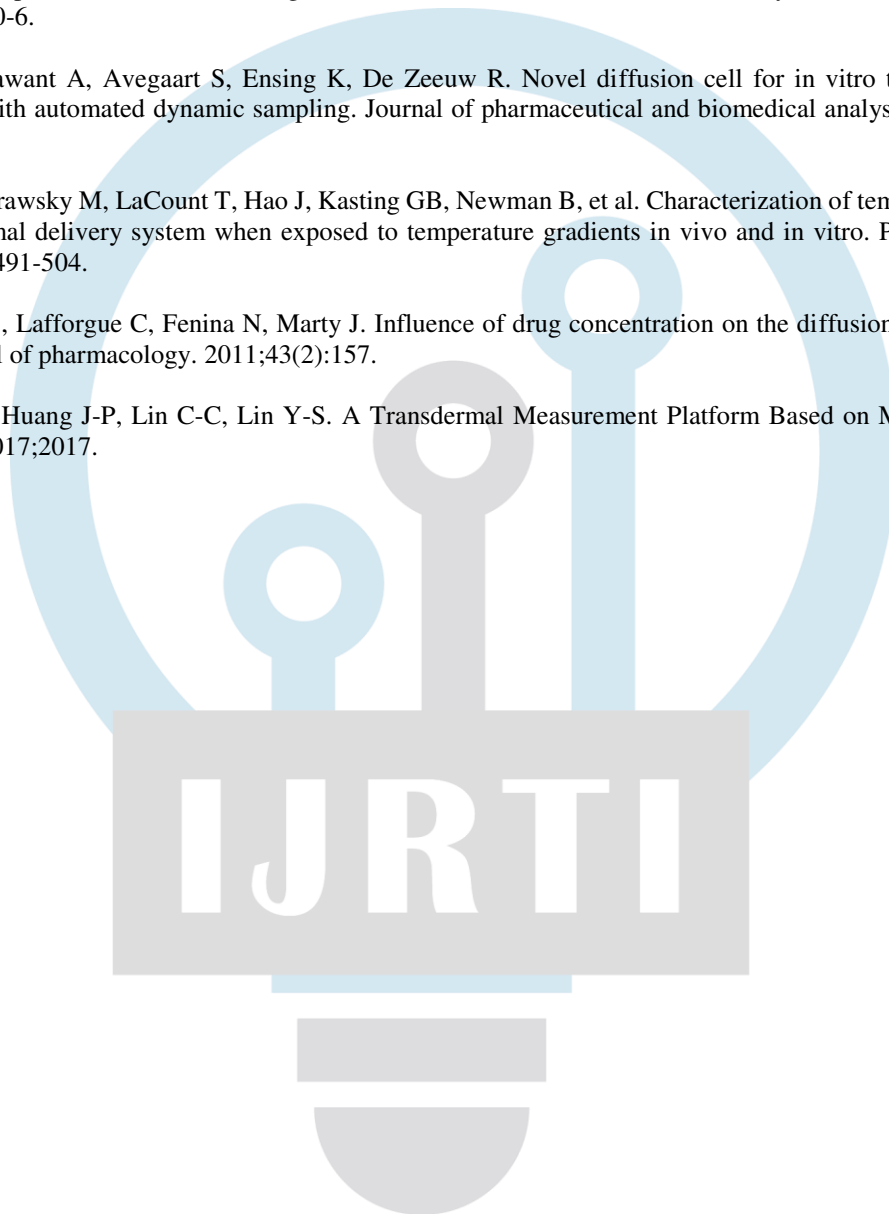 0-6.
awant A, Avegaart S, Ensing K, De Zeeuw R. Novel diffusion cell for in vitro t
ith automated dynamic sampling. Journal of pharmaceutical and biomedical analys
rawsky M, LaCount T, Hao J, Kasting GB, Newman B, et al. Characterization of tem
nal delivery system when exposed to temperature gradients in vivo and in vitro. P
491-504.
, Lafforgue C, Fenina N, Marty J. Influence of drug concentration on the diffusion
l of pharmacology. 2011;43(2):157.
Huang J-P, Lin C-C, Lin Y-S. A Transdermal Measurement Platform Based on M
017;2017.
IJRTI